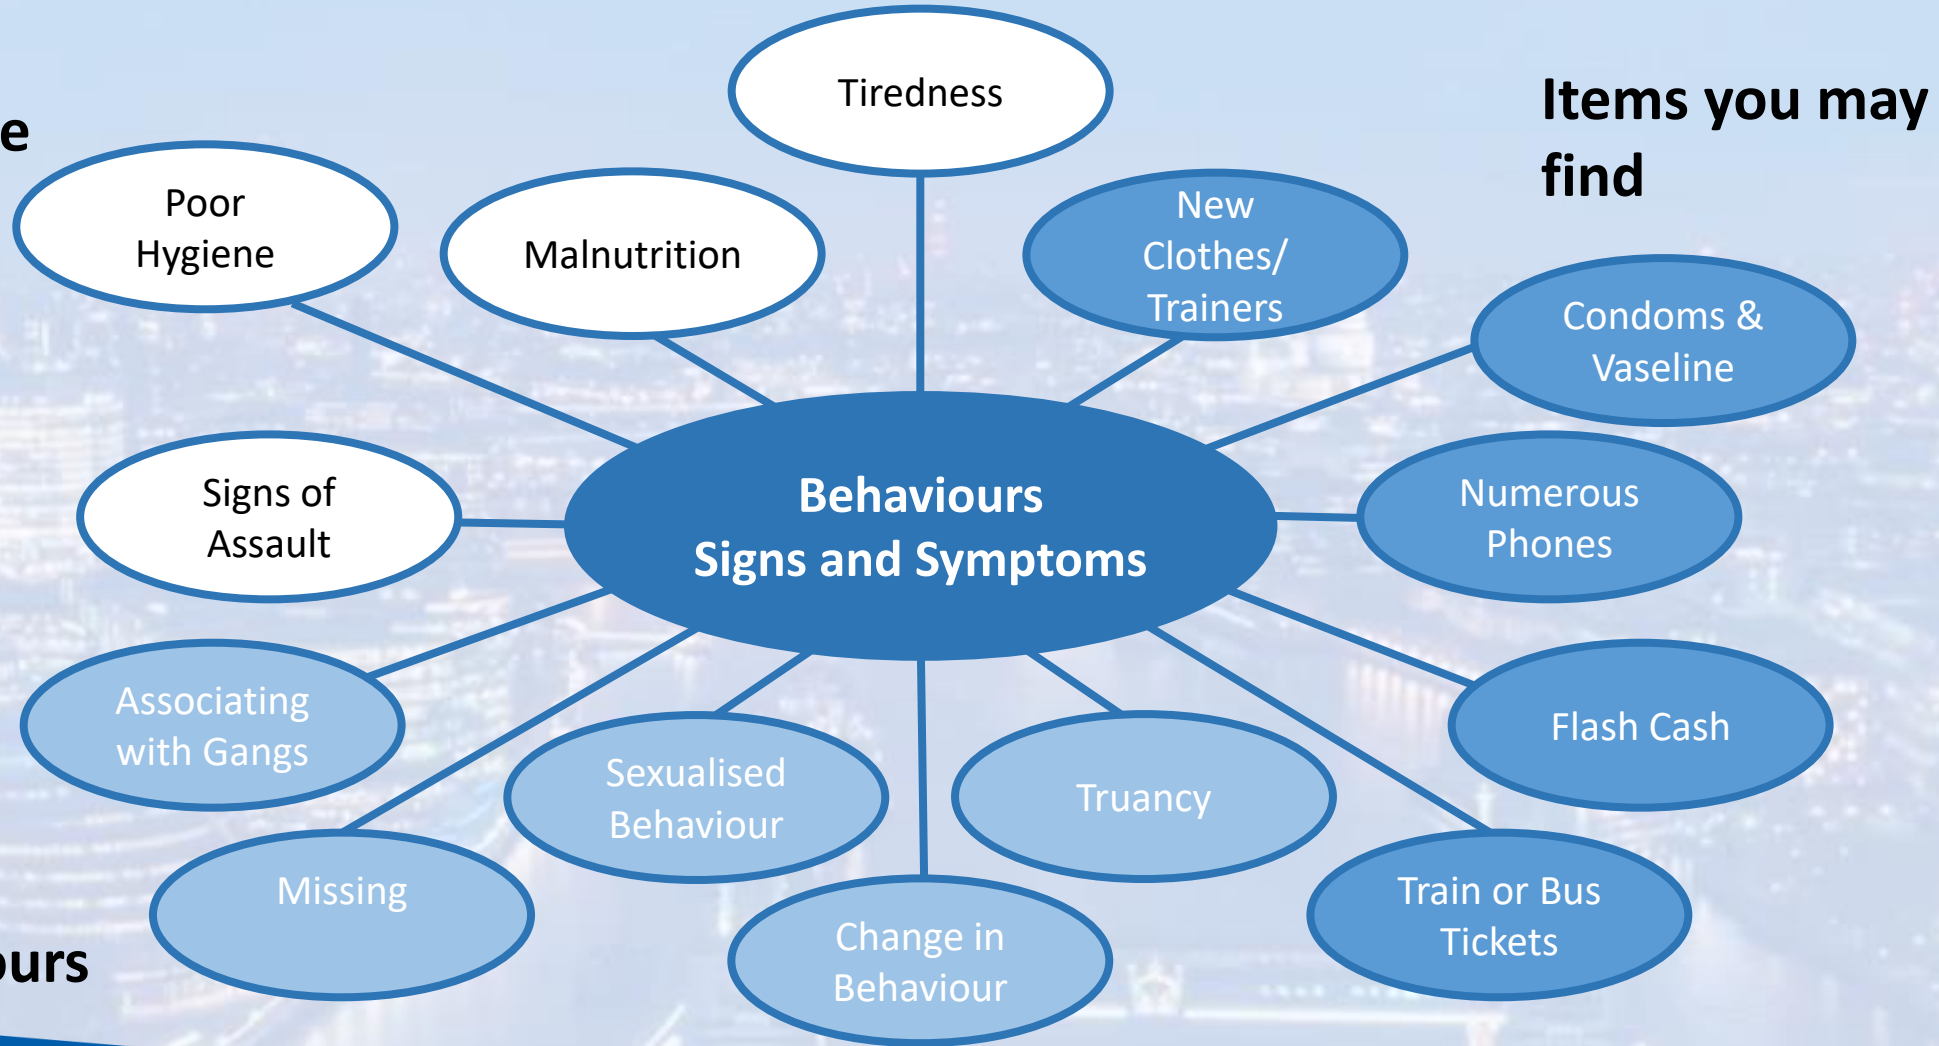 Tiredness
Items you may
find
e
Poor
Hygiene
Malnutrition
New
Clothes/
Trainers
Condoms &
Vaseline
Signs of
Assault
Behaviours
Signs and Symptoms
Numerous
Phones
Associating
with Gangs
Sexualised
Behaviour
Truancy
Flash Cash
Missing
Change in
Behaviour
Train or Bus
Tickets
ours